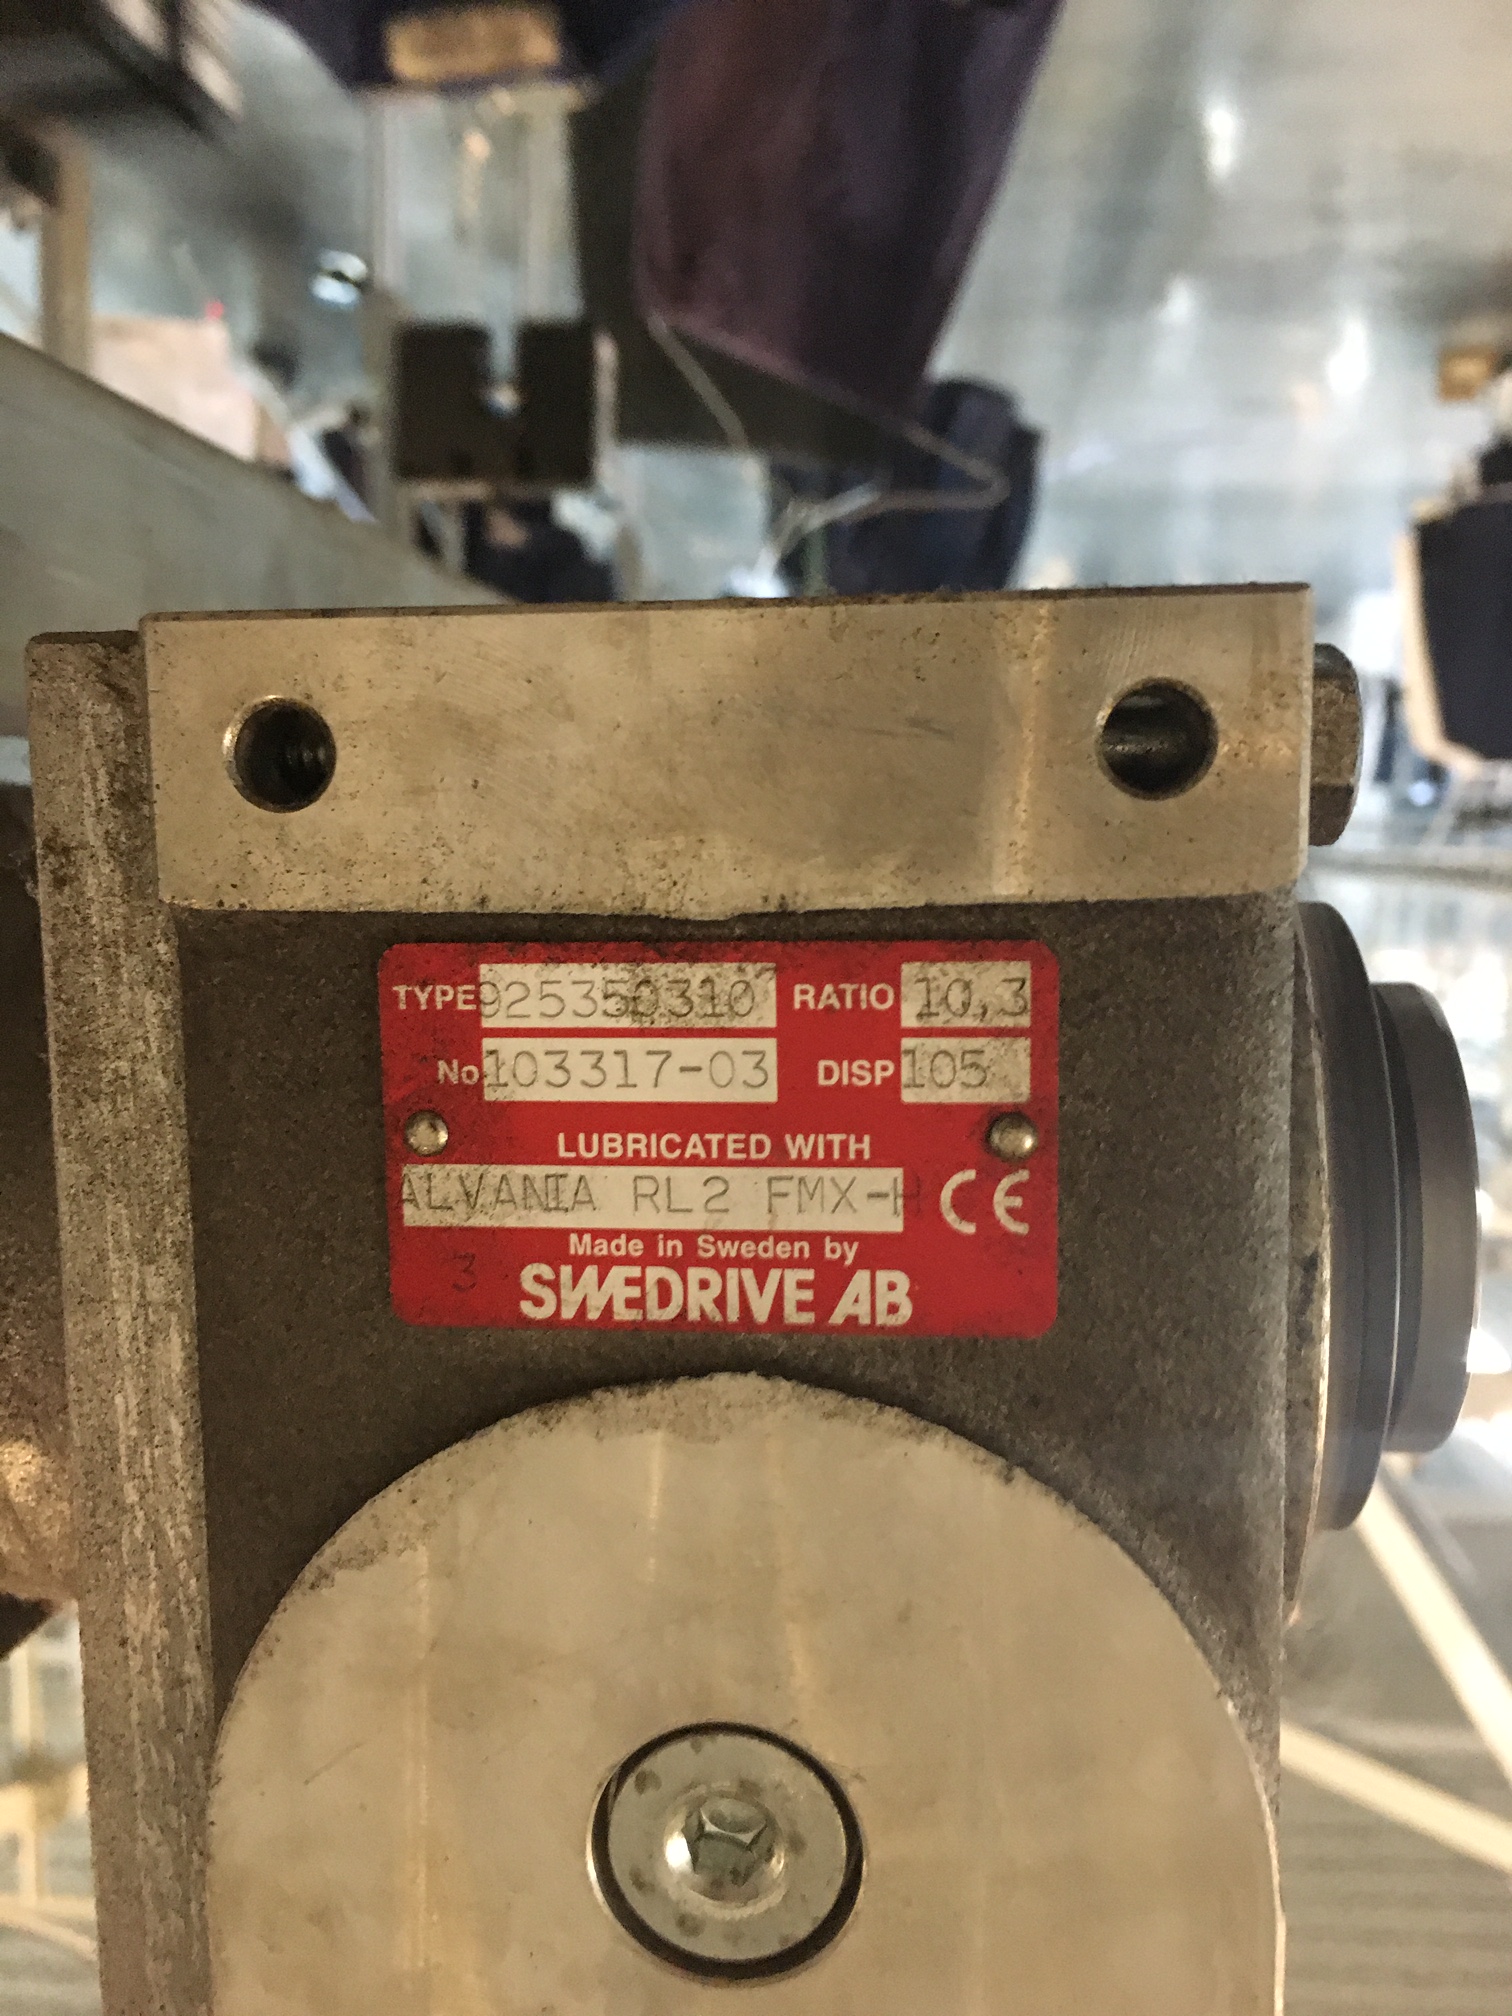 TYPE 925350310 RATIO 10,3
No 103317-03 DISP 105
LUBRICATED WITH
ALVANIA RL2 FMX-H CE
Made in Sweden by
3 SWEDRIVE AB